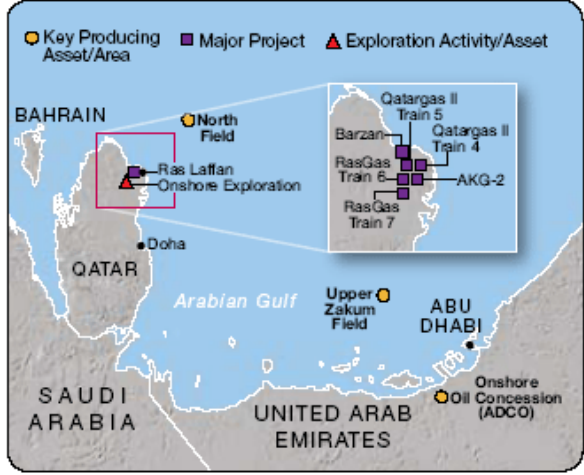 Key Producing
Asset/Area
Major Project
Exploration Activity/Asset
BAHRAIN
North
Field
Ras Laffan
Onshore Exploration
Doha
QATAR
Qatargas II
Train 5
Qatargas II
Train 4
Barzan
RasGas
Train 6
AKG-2
RasGas
Train 7
Arabian Gulf
Upper
Zakum
Field
ABU
DHABI
Onshore
Oil Concession
(ADCO)
SAUDI
ARABIA
UNITED ARAB
EMIRATES